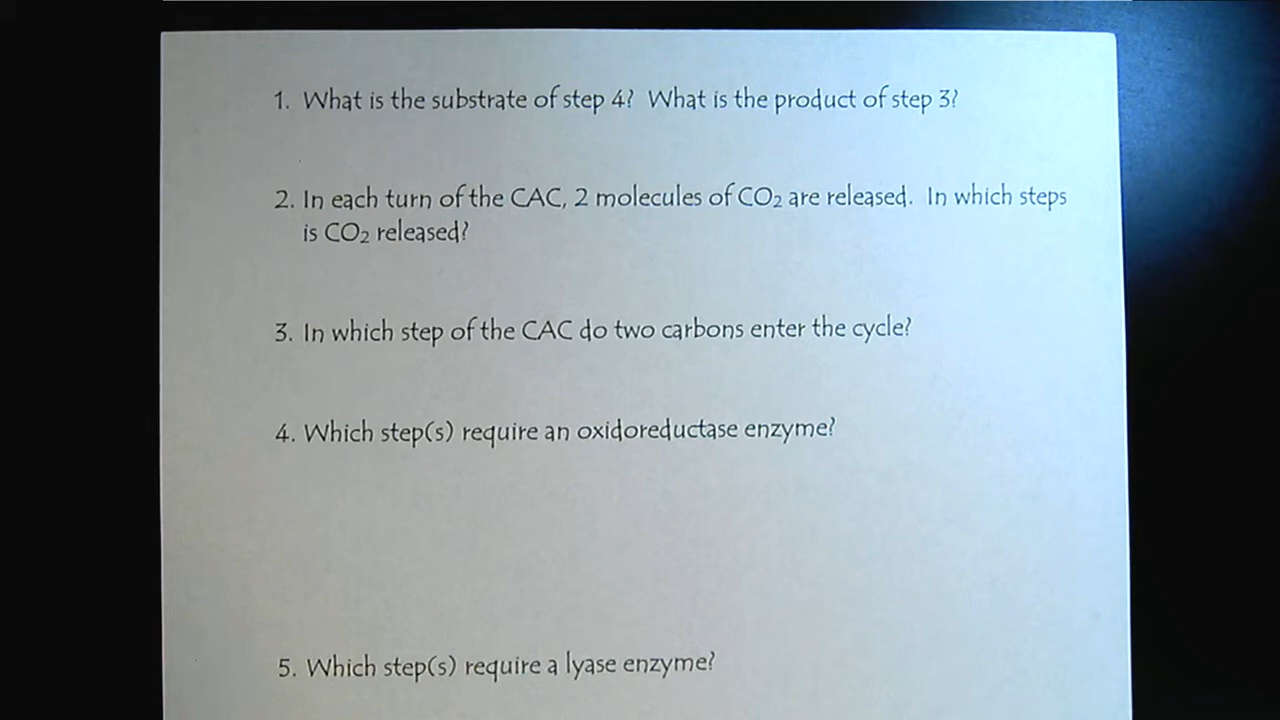 1. What is the substrate of step 4? What is the product of step 3?
2. In each turn of the CAC, 2 molecules of CO₂ are released. In which steps
is CO₂ released?
3. In which step of the CAC do two carbons enter the cycle?
4. Which step(s) require an oxidoreductase enzyme?
5. Which step(s) require a lyase enzyme?